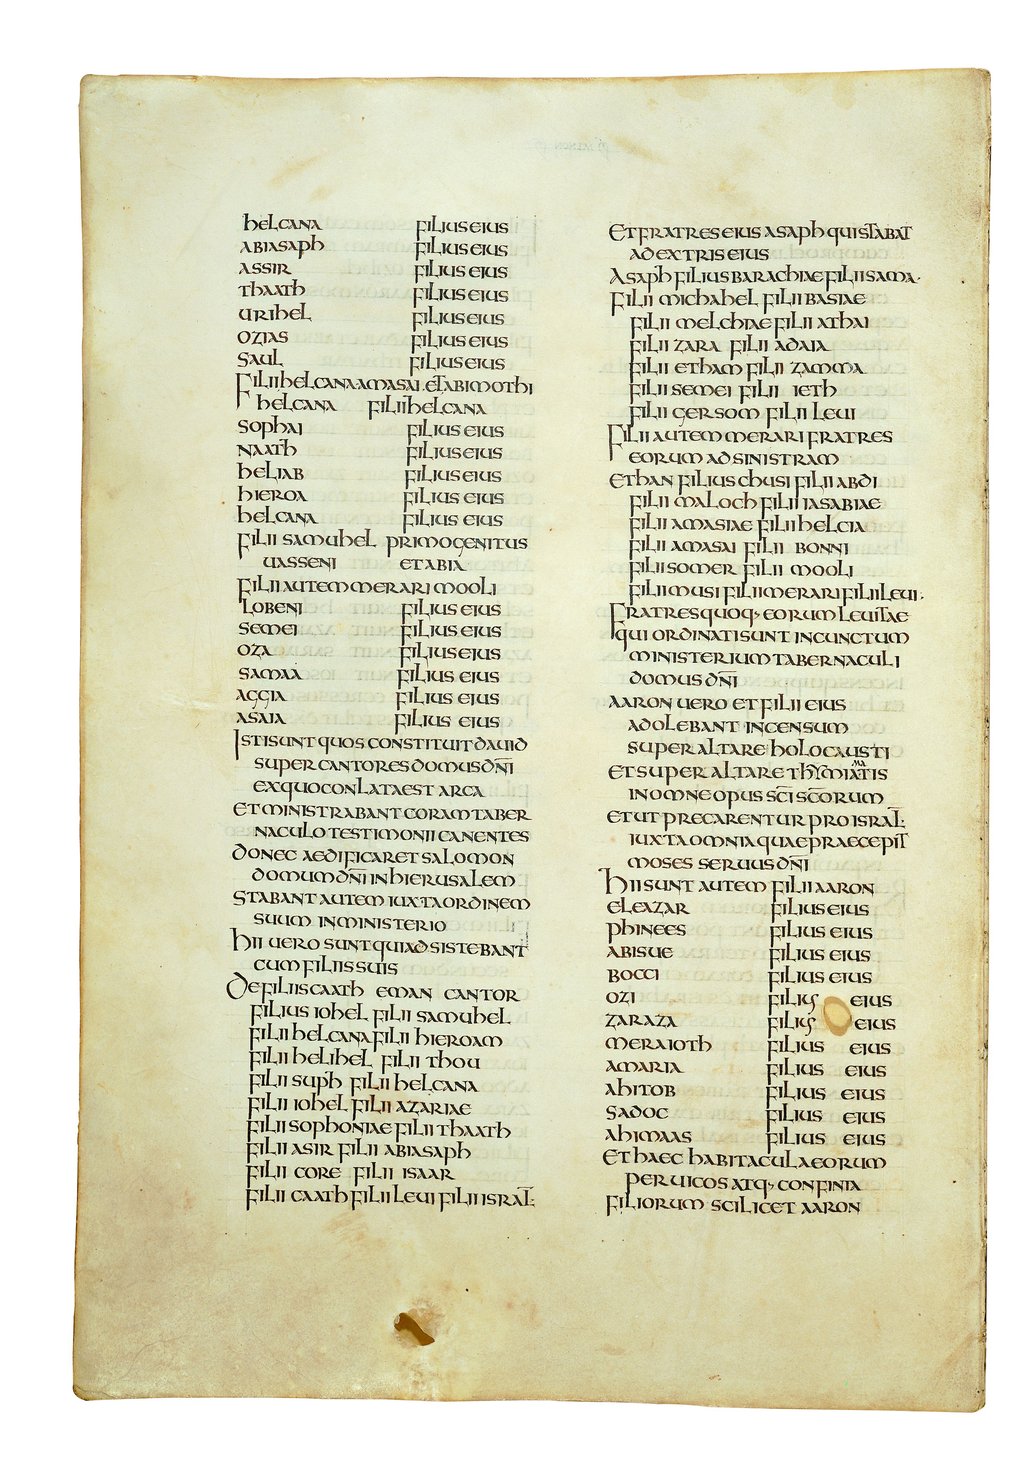 helcana filius eius
abiasaph filius eius
assir filius eius
thaath filius eius
urihel filius eius
ozias filius eius
saul filius eius
filii helcana amasai et abimothi
helcana filii helcana
sophai filius eius
naath filius eius
heliab filius eius
hieroa filius eius
helcana filius eius
filii samuhel primogenitus
uasseni et abia
filii autem merari mooli
lobeni filius eius
semei filius eius
oza filius eius
samaa filius eius
aggia filius eius
asaia filius eius
isti sunt quos constituit dauid
super cantores domus dn̅i
ex quo conlata est arca
et ministrabant coram taber
naculo testimonii canentes
donec aedificaret salomon
domum dn̅i in hierusalem
stabant autem iuxta ordinem
suum in ministerio
hii uero sunt qui adsistebant
cum filiis suis
de filiis caath eman cantor
filius iohel filii samuhel
filii helcana filii hieroam
filii helihel filii thou
filii suph filii helcana
filii iohel filii azariae
filii sophoniae filii thaath
filii asir filii abiasaph
filii core filii isaar
filii caath filii leui filii isral̅:
et fratres eius asaph qui stabat
a dextris eius
asaph filius barachiae filii sama·
filii michahel filii basiae
filii melchiae filii athai
filii zara filii adaia
filii etham filii zamma
filii semei filii ieth
filii gersom filii leui
filii autem merari fratres
eorum ad sinistram
ethan filius chusi filii abdi
filii maloch filii iasabiae
filii amasiae filii helcia
filii amasai filii bonni
filii somer filii mooli
filii musi filii merari filii leui·
fratres quoq; eorum leuitae
qui ordinati sunt in cunctum
ministerium tabernaculi
domus dn̅i
aaron uero et filii eius
adolebant incensum
super altare holocausti
et super altare thymiamatis
in omne opus sc̅i sc̅orum
et ut precarentur pro isral̅:
iuxta omnia quae praecepit
moses seruus dn̅i
hii sunt autem filii aaron
eleazar filius eius
phinees filius eius
abisue filius eius
bocci filius eius
ozi filius eius
zaraza filius eius
meraioth filius eius
amaria filius eius
ahitob filius eius
sadoc filius eius
ahimaas filius eius
et haec habitacula eorum
per uicos atq; confinia
filiorum scilicet aaron